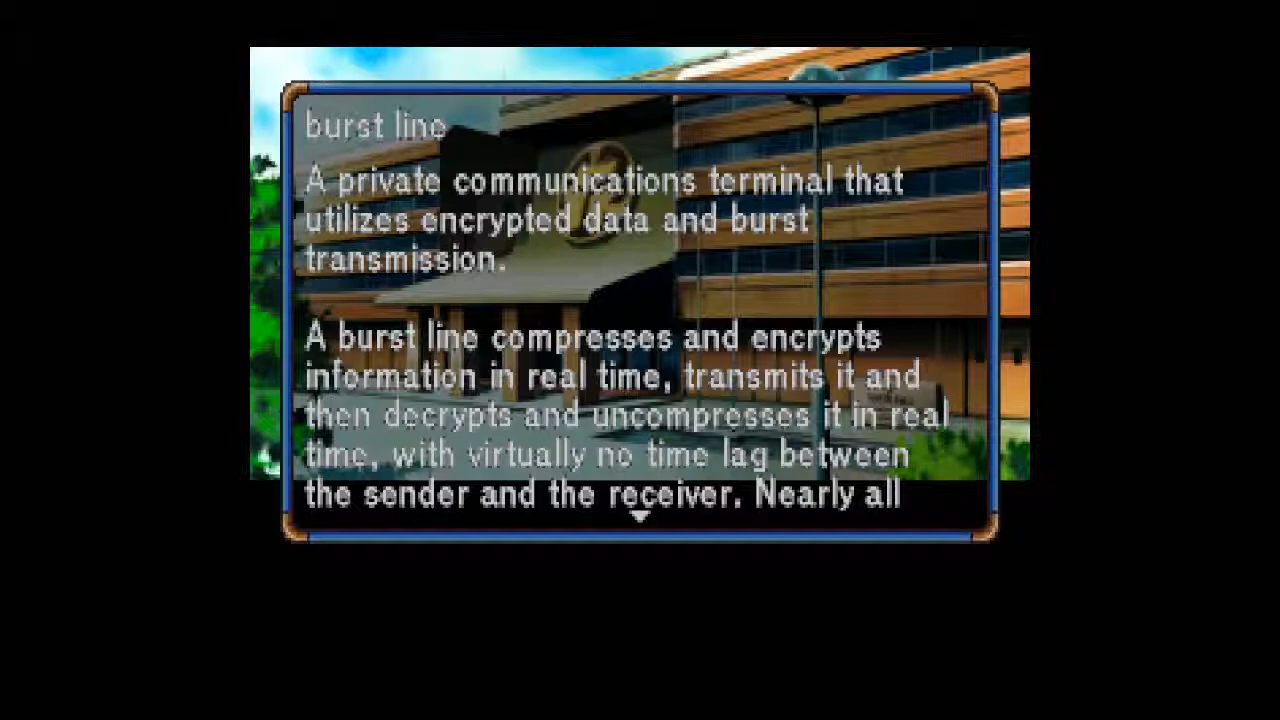 burst line
A private communications terminal that
utilizes encrypted data and burst
transmission.
A burst line compresses and encrypts
information in real time, transmits it and
then decrypts and uncompresses it in real
time, with virtually no time lag between
the sender and the receiver. Nearly all